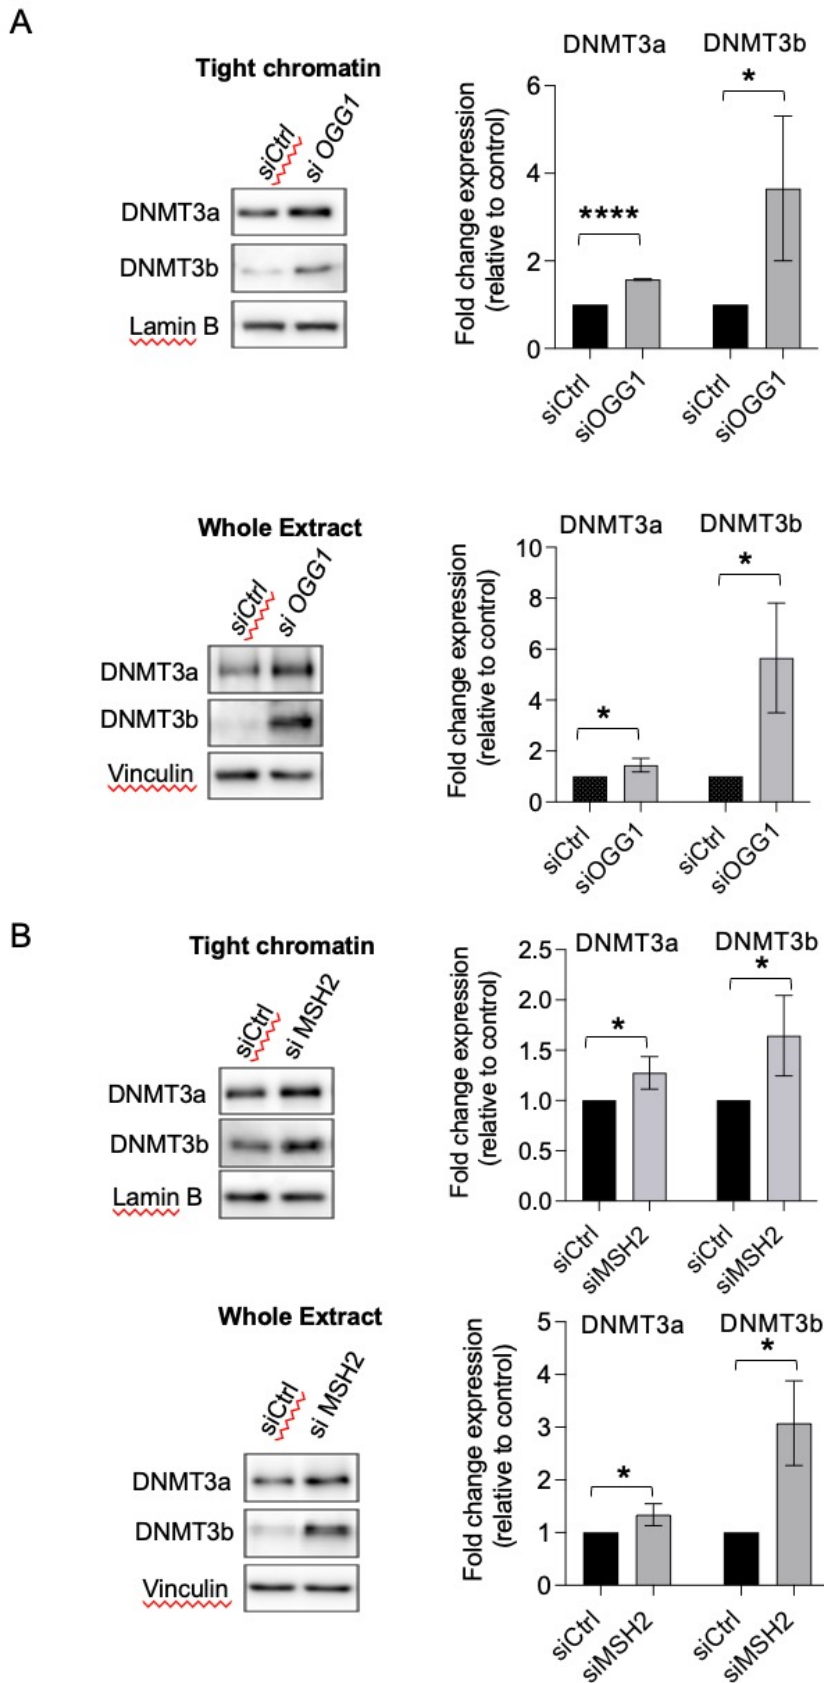 A
Tight chromatin
siCtrl
si OGG1
DNMT3a
DNMT3b
Lamin B
DNMT3a DNMT3b
Fold change expression
(relative to control)
6
4
2
0
****
*
siCtrl
siOGG1
siCtrl
siOGG1
Whole Extract
siCtrl
si OGG1
DNMT3a
DNMT3b
Vinculin
DNMT3a DNMT3b
Fold change expression
(relative to control)
10
8
6
4
2
0
*
*
siCtrl
siOGG1
siCtrl
siOGG1
B
Tight chromatin
siCtrl
si MSH2
DNMT3a
DNMT3b
Lamin B
DNMT3a DNMT3b
Fold change expression
(relative to control)
2.5
2.0
1.5
1.0
0.5
0.0
*
*
siCtrl
siMSH2
siCtrl
siMSH2
Whole Extract
siCtrl
si MSH2
DNMT3a
DNMT3b
Vinculin
DNMT3a DNMT3b
Fold change expression
(relative to control)
5
4
3
2
1
0
*
*
siCtrl
siMSH2
siCtrl
siMSH2